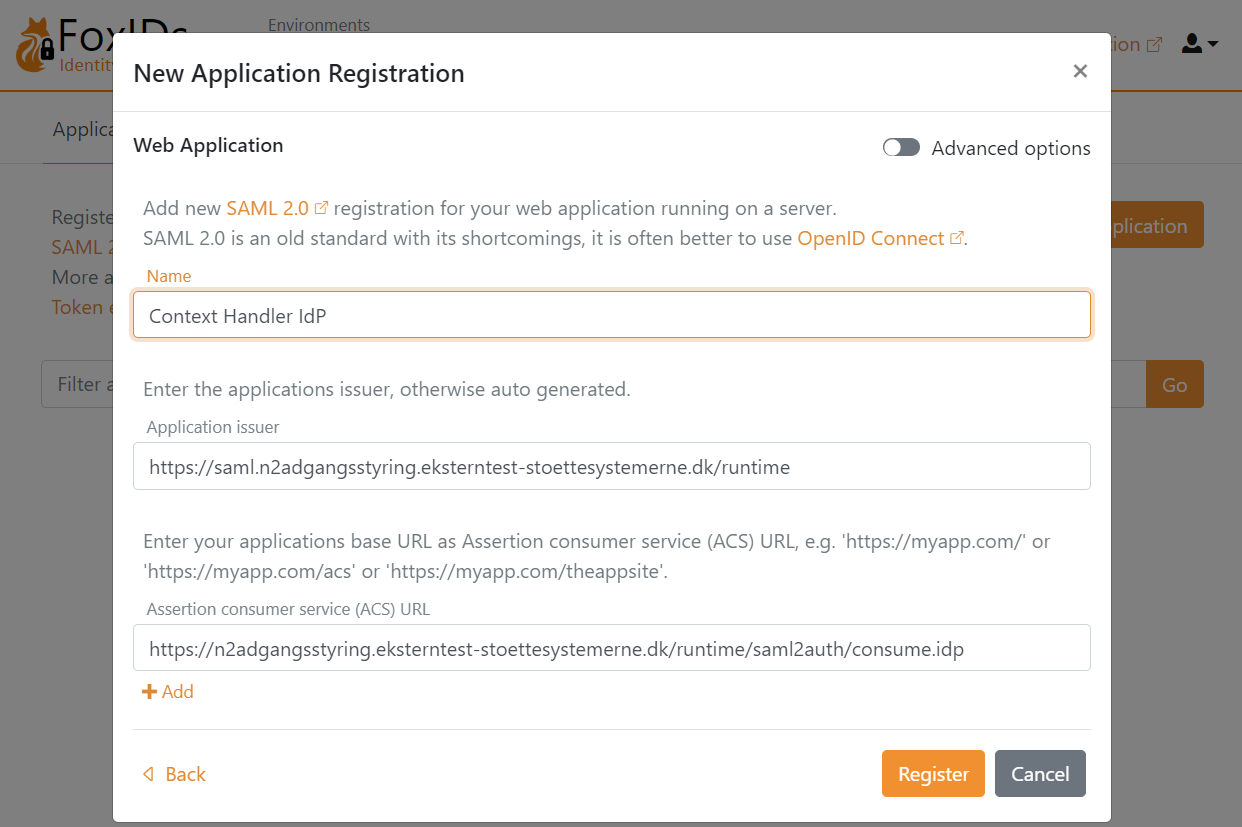 FoxIDs
Environments
New Application Registration
Web Application
Advanced options
Add new SAML 2.0 registration for your web application running on a server.
SAML 2.0 is an old standard with its shortcomings, it is often better to use OpenID Connect.
Name
Context Handler IdP
Enter the applications issuer, otherwise auto generated.
Application issuer
https://saml.n2adgangsstyring.eksterntest-stoettesystemerne.dk/runtime
Enter your applications base URL as Assertion consumer service (ACS) URL, e.g. 'https://myapp.com/' or
'https://myapp.com/acs' or 'https://myapp.com/theappsite'.
Assertion consumer service (ACS) URL
https://n2adgangsstyring.eksterntest-stoettesystemerne.dk/runtime/saml2auth/consume.idp
Add
Back
Register
Cancel
SAML 2
More a
Token e
Filter a
Go